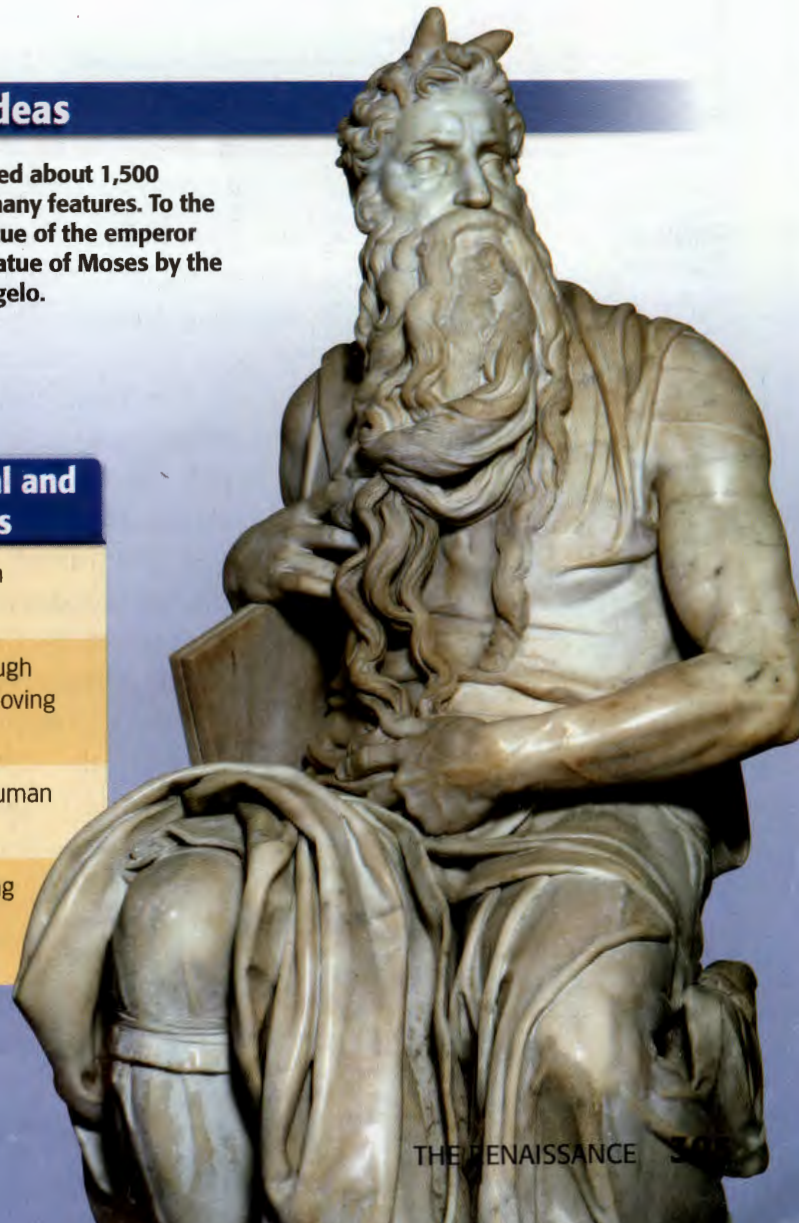 deas
ed about 1,500
many features. To the
ue of the emperor
atue of Moses by the
gelo.
l and
s
n
ugh
oving
uman
ng
THE RENAISSANCE